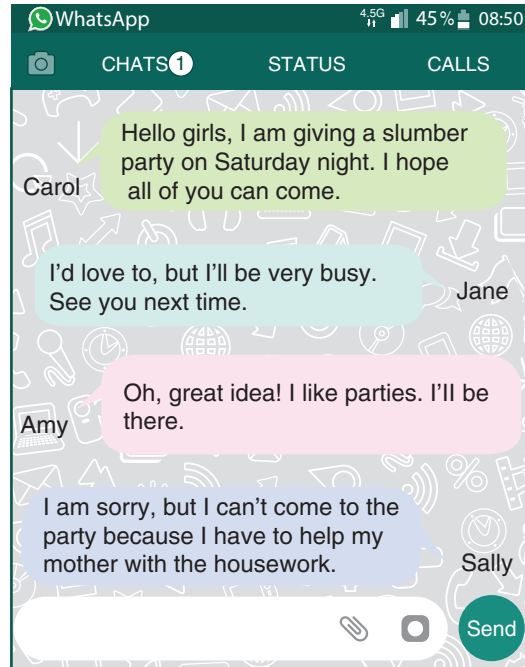 WhatsApp 4.5G 45% 08:50
CHATS 1 STATUS CALLS
Hello girls, I am giving a slumber
party on Saturday night. I hope
all of you can come.
Carol
I'd love to, but I'll be very busy.
See you next time.
Jane
Oh, great idea! I like parties. I'll be
there.
Amy
I am sorry, but I can't come to the
party because I have to help my
mother with the housework.
Sally
Send